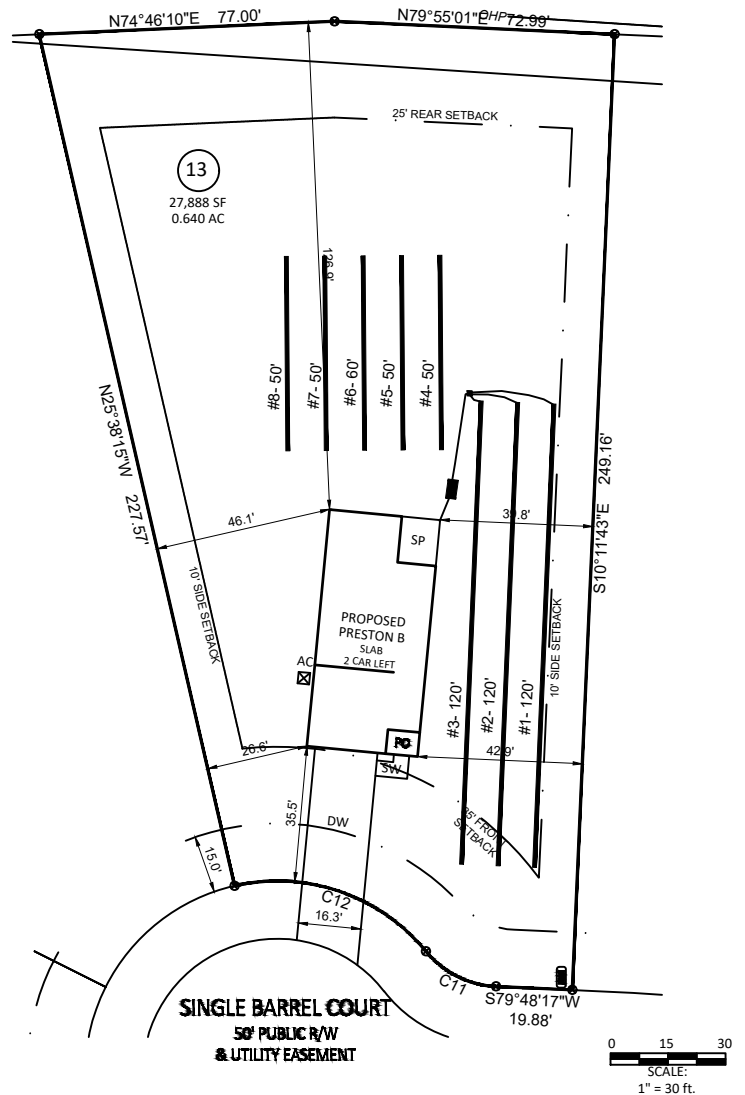 N74°46'10"E 77.00'
N79°55'01"E 72.99'
OHP
25' REAR SETBACK
13
27,888 SF
0.640 AC
126.9'
#8- 50'
#7- 50'
#6- 60'
#5- 50'
#4- 50'
N25°38'15"W 227.57'
S10°11'43"E 249.16'
46.1'
39.8'
SP
10' SIDE SETBACK
10' SIDE SETBACK
PROPOSED
PRESTON B
SLAB
2 CAR LEFT
AC
#3- 120'
#2- 120'
#1- 120'
PO
26.6'
42.9'
SW
35.5'
DW
35' FRONT
SETBACK
15.0'
C12
16.3'
C11
S79°48'17"W
19.88'
SINGLE BARREL COURT
50' PUBLIC R/W
& UTILITY EASEMENT
0 15 30
SCALE:
1" = 30 ft.